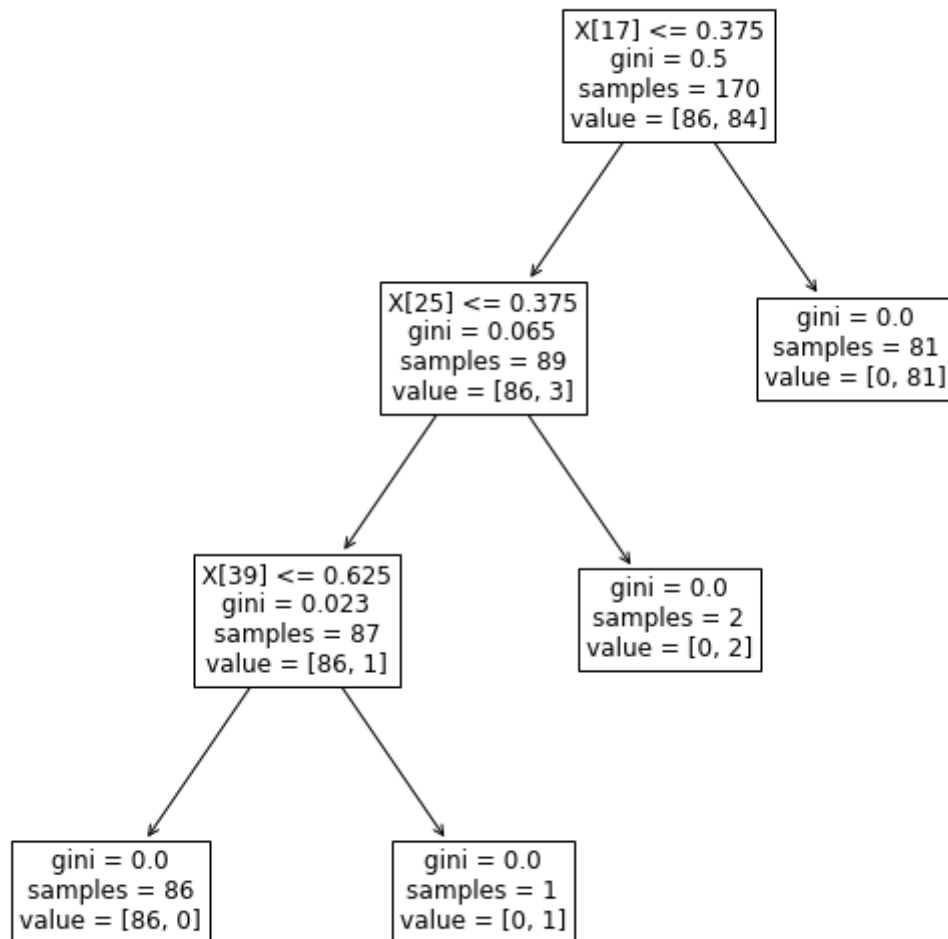 X[17] <= 0.375
gini = 0.5
samples = 170
value = [86, 84]
X[25] <= 0.375
gini = 0.065
samples = 89
value = [86, 3]
gini = 0.0
samples = 81
value = [0, 81]
X[39] <= 0.625
gini = 0.023
samples = 87
value = [86, 1]
gini = 0.0
samples = 2
value = [0, 2]
gini = 0.0
samples = 86
value = [86, 0]
gini = 0.0
samples = 1
value = [0, 1]